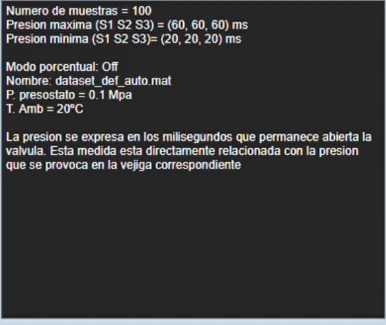 Numero de muestras = 100
Presion maxima (S1 S2 S3) = (60, 60, 60) ms
Presion minima (S1 S2 S3)= (20, 20, 20) ms
Modo porcentual: Off
Nombre: dataset_def_auto.mat
P. presostato = 0.1 Mpa
T. Amb = 20ºC
La presion se expresa en los milisegundos que permanece abierta la
valvula. Esta medida esta directamente relacionada con la presion
que se provoca en la vejiga correspondiente